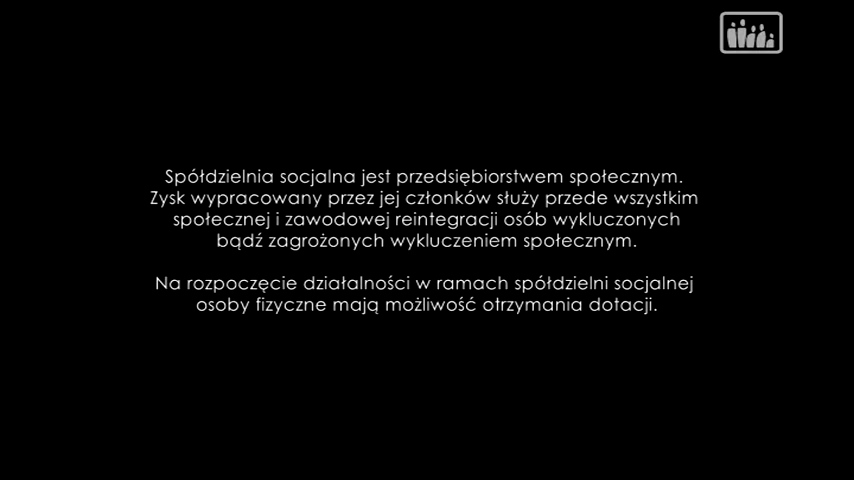 Spółdzielnia socjalna jest przedsiębiorstwem społecznym.
Zysk wypracowany przez jej członków służy przede wszystkim
społecznej i zawodowej reintegracji osób wykluczonych
bądź zagrożonych wykluczeniem społecznym.
Na rozpoczęcie działalności w ramach spółdzielni socjalnej
osoby fizyczne mają możliwość otrzymania dotacji.